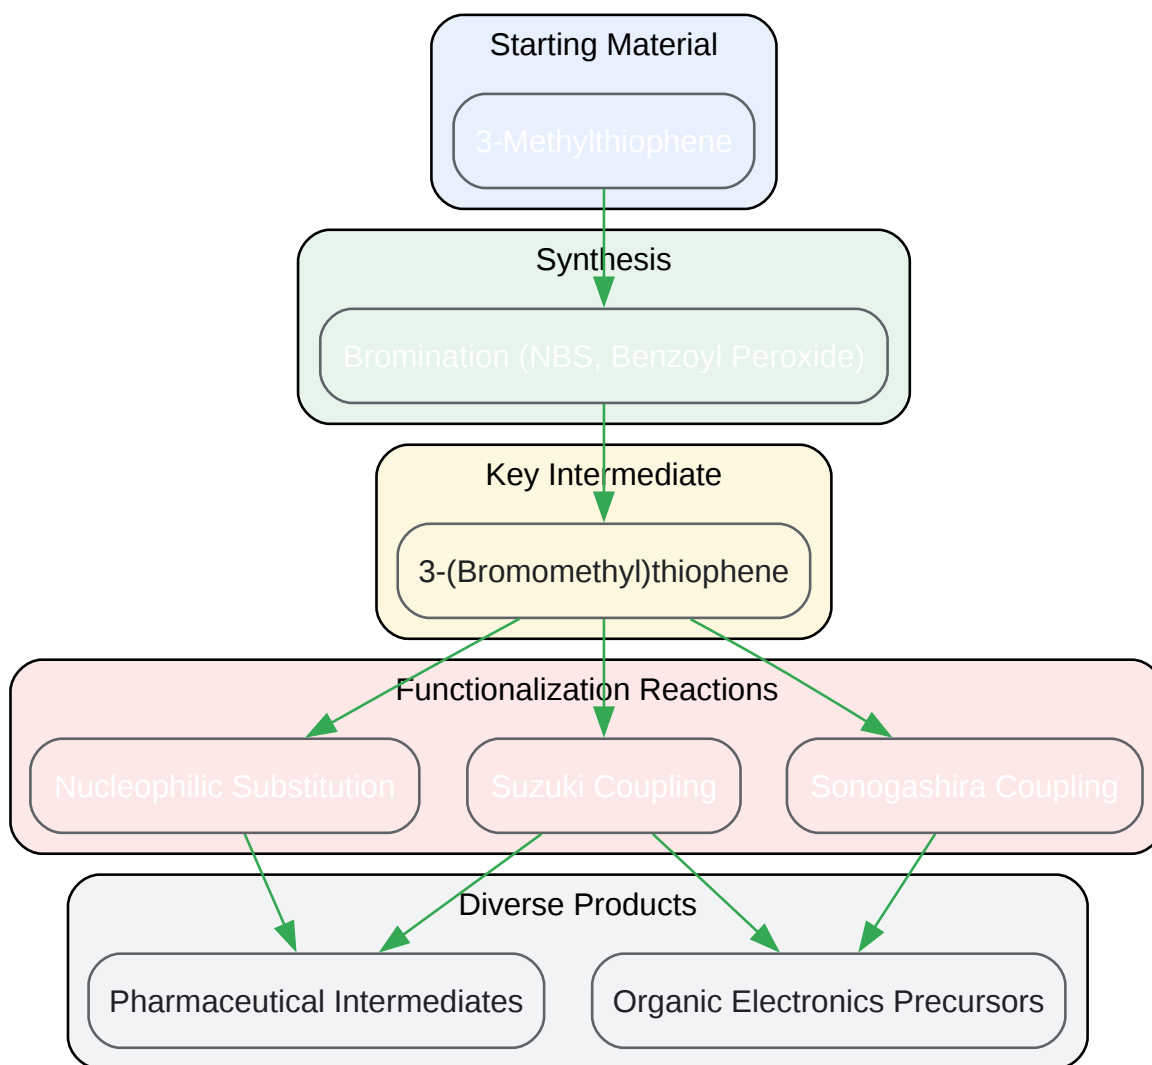 Starting Material
3-Methylthiophene
Synthesis
Bromination (NBS, Benzoyl Peroxide)
Key Intermediate
3-(Bromomethyl)thiophene
Functionalization Reactions
Nucleophilic Substitution
Suzuki Coupling
Sonogashira Coupling
Diverse Products
Pharmaceutical Intermediates
Organic Electronics Precursors